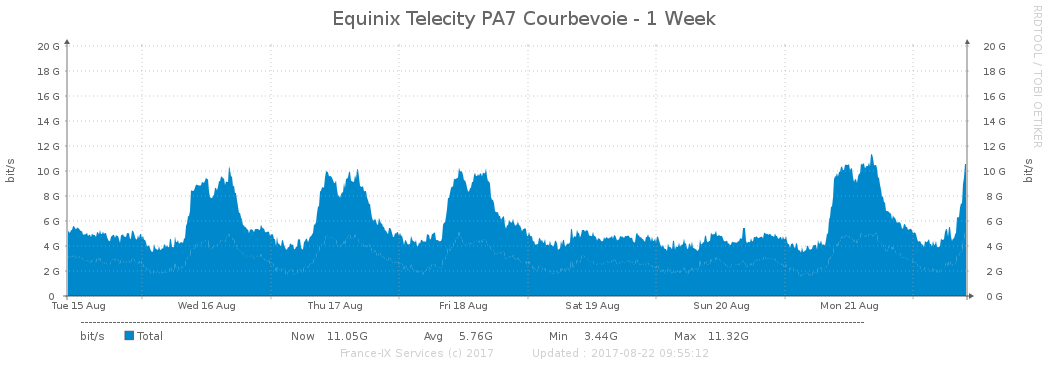 Equinix Telecity PA7 Courbevoie - 1 Week
RRDTOOL / TOBI OETIKER
bit/s
bit/s
20 G 20 G
18 G 18 G
16 G 16 G
14 G 14 G
12 G 12 G
10 G 10 G
8 G 8 G
6 G 6 G
4 G 4 G
2 G 2 G
0 0 G
Tue 15 Aug Wed 16 Aug Thu 17 Aug Fri 18 Aug Sat 19 Aug Sun 20 Aug Mon 21 Aug
bit/s Total Now 11.05G Avg 5.76G Min 3.44G Max 11.32G
France-IX Services (c) 2017 Updated : 2017-08-22 09:55:12